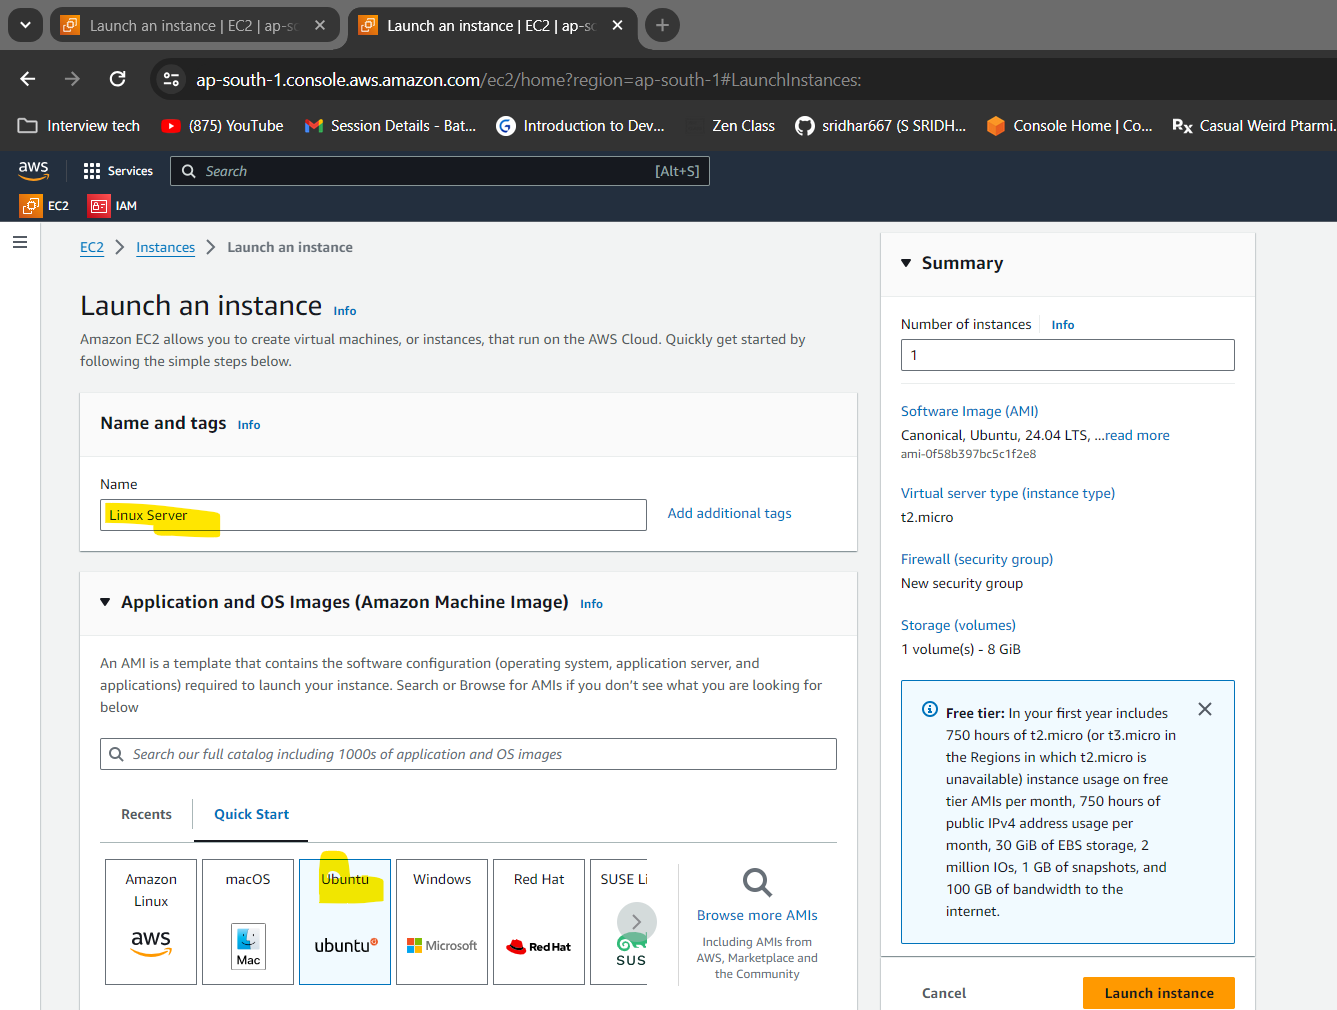 Launch an instance | EC2 | ap-sc
Launch an instance | EC2 | ap-sc
ap-south-1.console.aws.amazon.com/ec2/home?region=ap-south-1#LaunchInstances:
Interview tech
(875) YouTube
Session Details - Bat...
Introduction to Dev...
Zen Class
sridhar667 (S SRIDH...
Console Home | Co...
Rx Casual Weird Ptarmi.
aws
Services
Search
[Alt+S]
EC2
IAM
EC2 > Instances > Launch an instance
Launch an instance Info
Amazon EC2 allows you to create virtual machines, or instances, that run on the AWS Cloud. Quickly get started by
following the simple steps below.
Name and tags Info
Name
Linux Server
Add additional tags
Application and OS Images (Amazon Machine Image) Info
An AMI is a template that contains the software configuration (operating system, application server, and
applications) required to launch your instance. Search or Browse for AMIs if you don't see what you are looking for
below
Search our full catalog including 1000s of application and OS images
Recents
Quick Start
Amazon
Linux
aws
macOS
Mac
Ubuntu
ubuntu
Windows
Microsoft
Red Hat
Red Hat
SUSE Li
SUS
Browse more AMIs
Including AMIs from
AWS, Marketplace and
the Community
Summary
Number of instances Info
1
Software Image (AMI)
Canonical, Ubuntu, 24.04 LTS, ...read more
ami-0f58b397bc5c1f2e8
Virtual server type (instance type)
t2.micro
Firewall (security group)
New security group
Storage (volumes)
1 volume(s) - 8 GiB
Free tier: In your first year includes
750 hours of t2.micro (or t3.micro in
the Regions in which t2.micro is
unavailable) instance usage on free
tier AMIs per month, 750 hours of
public IPv4 address usage per
month, 30 GiB of EBS storage, 2
million IOs, 1 GB of snapshots, and
100 GB of bandwidth to the
internet.
Cancel
Launch instance